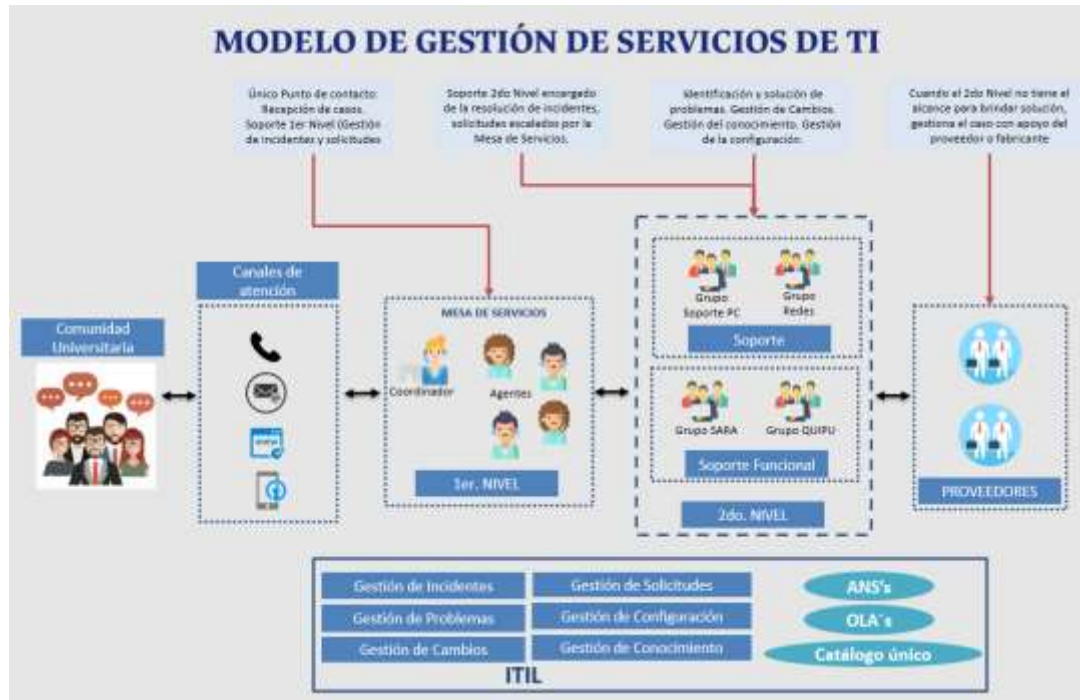 MODELO DE GESTIÓN DE SERVICIOS DE TI
Único Punto de contacto:
Recepción de casos.
Soporte 1er Nivel (Gestión
de Incidentes y solicitudes
Soporte 2do Nivel encargado
de la resolución de incidentes,
solicitudes escalados por la
Mesa de Servicios.
Identificación y solución de
problemas. Gestión de Cambios.
Gestión del conocimiento. Gestión
de la configuración.
Cuando el 2do Nivel no tiene el
alcance para brindar solución,
gestiona el caso con apoyo del
proveedor o fabricante
Comunidad
Universitaria
Canales de
atención
MESA DE SERVICIOS
Coordinador
Agentes
1er. NIVEL
Grupo
Soporte PC
Grupo
Redes
Soporte
Grupo SARA
Grupo QUIPU
Soporte Funcional
2do. NIVEL
PROVEEDORES
Gestión de Incidentes
Gestión de Solicitudes
ANS's
Gestión de Problemas
Gestión de Configuración
OLA´s
Gestión de Cambios
Gestión de Conocimiento
Catálogo único
ITIL